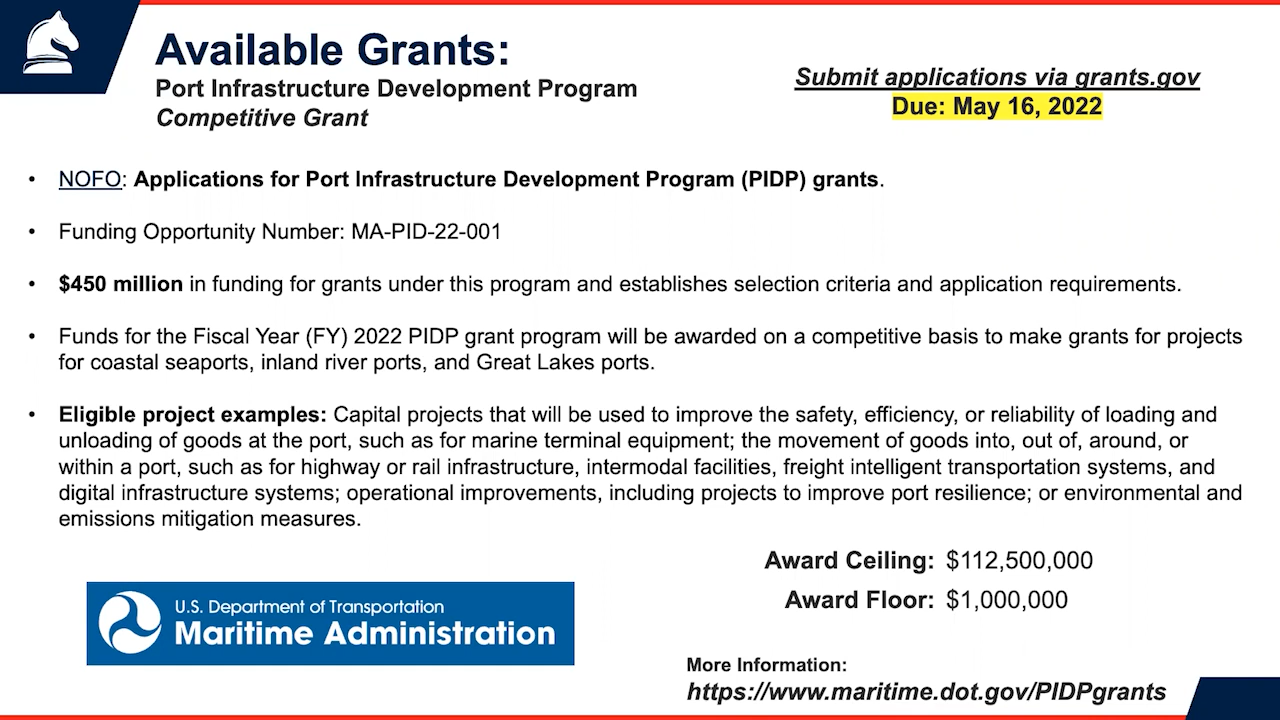 Available Grants:
Port Infrastructure Development Program
Competitive Grant
Submit applications via grants.gov
Due: May 16, 2022
• NOFO: Applications for Port Infrastructure Development Program (PIDP) grants.
• Funding Opportunity Number: MA-PID-22-001
• $450 million in funding for grants under this program and establishes selection criteria and application requirements.
• Funds for the Fiscal Year (FY) 2022 PIDP grant program will be awarded on a competitive basis to make grants for projects
for coastal seaports, inland river ports, and Great Lakes ports.
• Eligible project examples: Capital projects that will be used to improve the safety, efficiency, or reliability of loading and
unloading of goods at the port, such as for marine terminal equipment; the movement of goods into, out of, around, or
within a port, such as for highway or rail infrastructure, intermodal facilities, freight intelligent transportation systems, and
digital infrastructure systems; operational improvements, including projects to improve port resilience; or environmental and
emissions mitigation measures.
Award Ceiling: $112,500,000
Award Floor: $1,000,000
U.S. Department of Transportation
Maritime Administration
More Information:
https://www.maritime.dot.gov/PIDPgrants